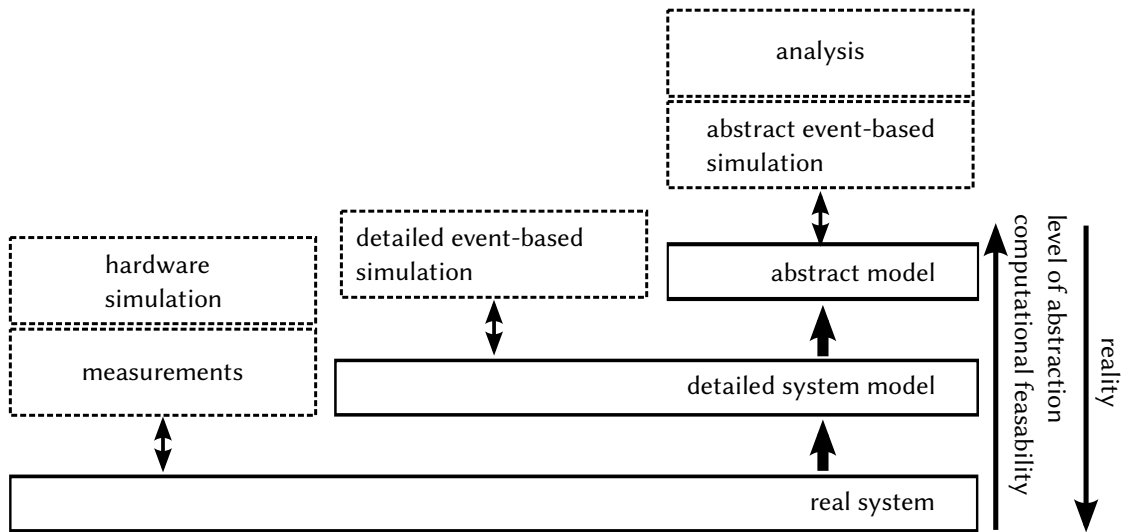 analysis
abstract event-based
simulation
detailed event-based
simulation
hardware
simulation
abstract model
measurements
detailed system model
real system
level of abstraction
computational feasability
reality